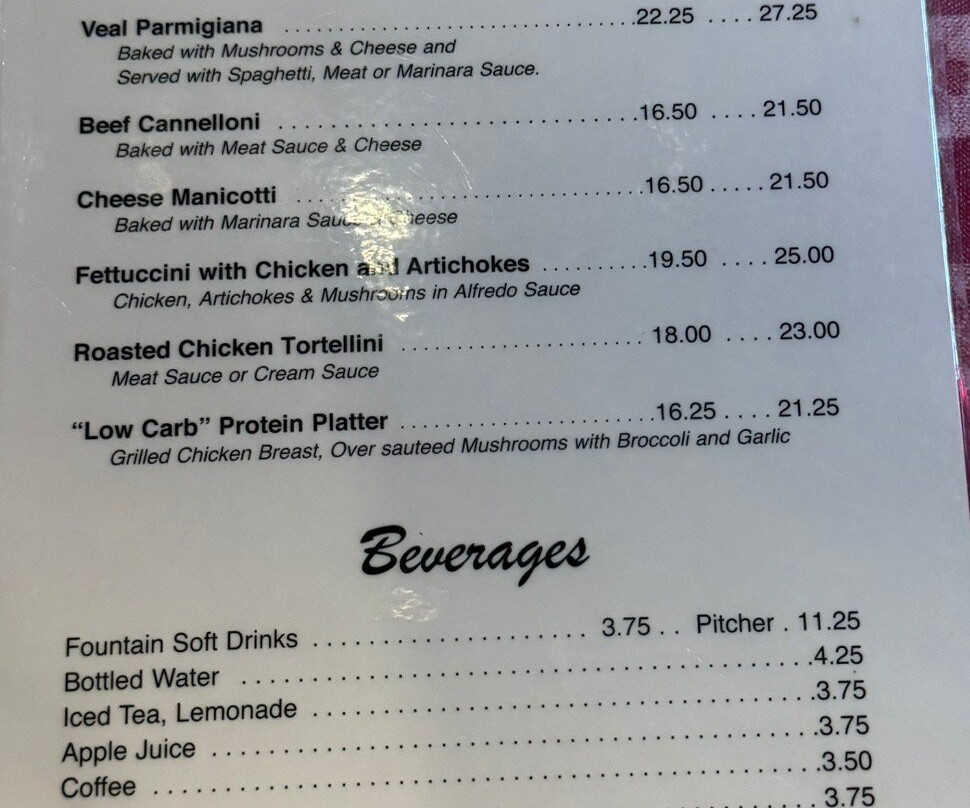 Veal Parmigiana ..............................22.25 ....27.25
Baked with Mushrooms & Cheese and
Served with Spaghetti, Meat or Marinara Sauce.
Beef Cannelloni ..............................16.50 ....21.50
Baked with Meat Sauce & Cheese
Cheese Manicotti ............................16.50 .....21.50
Baked with Marinara Sauce & Cheese
Fettuccini with Chicken and Artichokes ..........19.50 ....25.00
Chicken, Artichokes & Mushrooms in Alfredo Sauce
Roasted Chicken Tortellini .................... 18.00 ....23.00
Meat Sauce or Cream Sauce
“Low Carb” Protein Platter .....................16.25 ....21.25
Grilled Chicken Breast, Over sauteed Mushrooms with Broccoli and Garlic
Beverages
Fountain Soft Drinks ..................... 3.75 .. Pitcher . 11.25
Bottled Water ............................................4.25
Iced Tea, Lemonade .......................................3.75
Apple Juice ..............................................3.75
Coffee ...................................................3.50
3.75